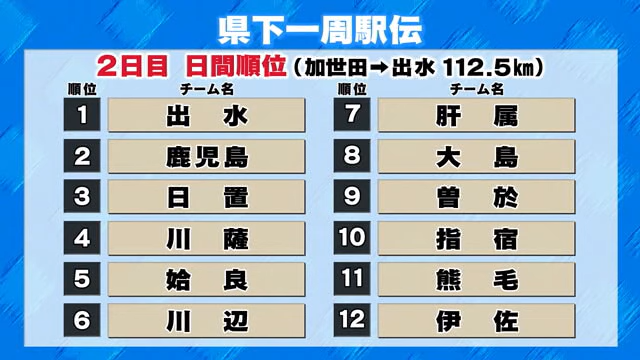 県下一周駅伝
2日目 日間順位(加世田→出水 112.5km)
順位 チーム名
1 出水
2 鹿児島
3 日置
4 川薩
5 姶良
6 川辺
順位 チーム名
7 肝属
8 大島
9 曽於
10 指宿
11 熊毛
12 伊佐